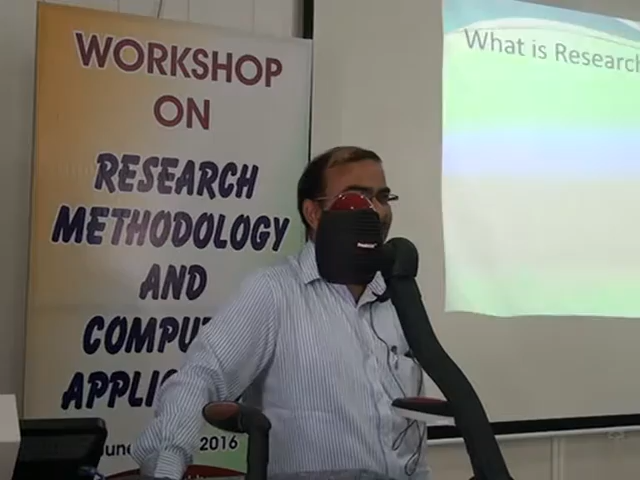 WORKSHOP
ON
RESEARCH
METHODOLOGY
AND
2016
What is Research